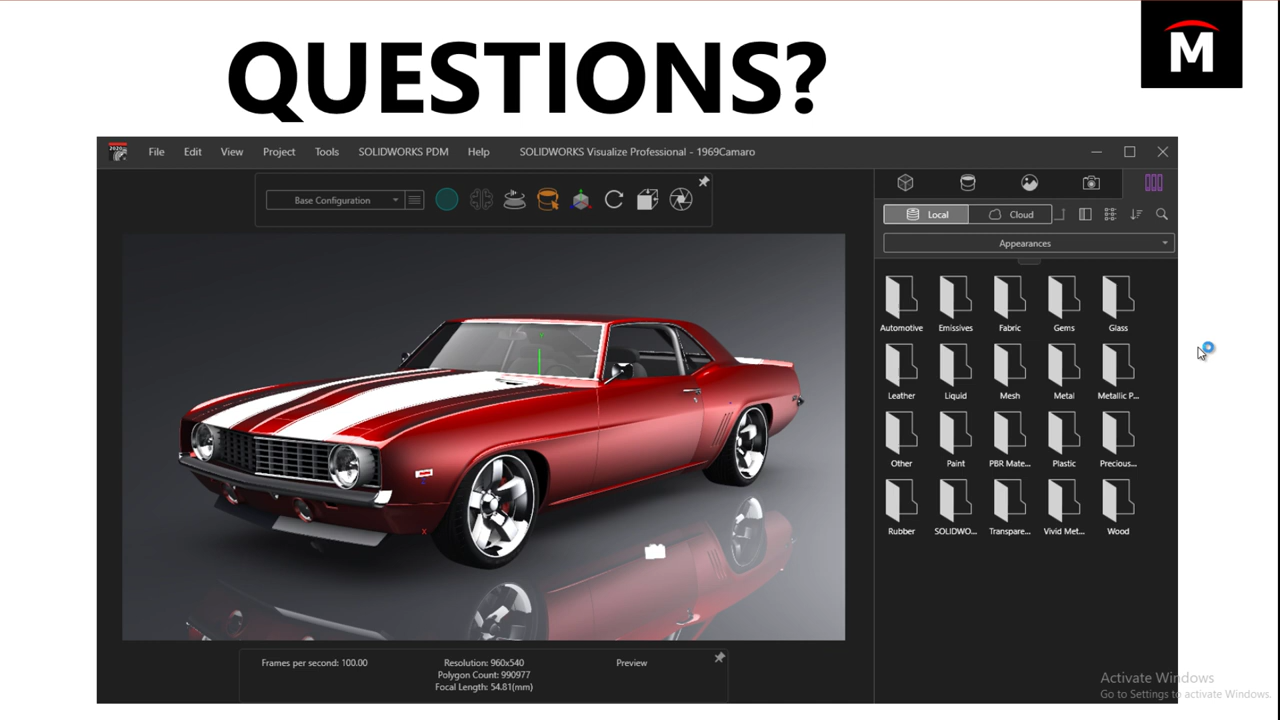 QUESTIONS?
M
File Edit View Project Tools SOLIDWORKS PDM Help SOLIDWORKS Visualize Professional - 1969Camaro
Base Configuration
Local Cloud
Appearances
Automotive Emissives Fabric Gems Glass
Leather Liquid Mesh Metal Metallic P...
Other Paint PBR Mate... Plastic Precious...
Rubber SOLIDWO... Transpare... Vivid Met... Wood
Frames per second: 100.00 Resolution: 960x540 Preview
Polygon Count: 990977
Focal Length: 54.81(mm)
Activate Windows
Go to Settings to activate Windows.